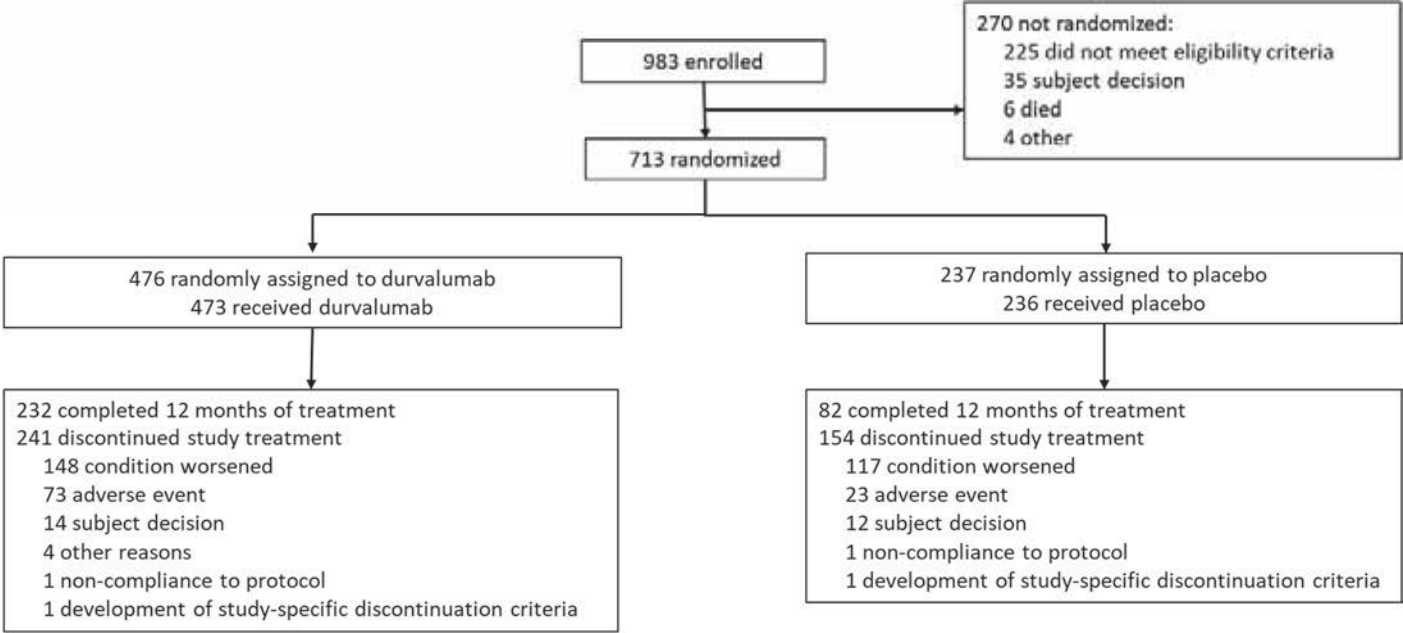 983 enrolled
270 not randomized:
225 did not meet eligibility criteria
35 subject decision
6 died
4 other
713 randomized
476 randomly assigned to durvalumab
473 received durvalumab
237 randomly assigned to placebo
236 received placebo
232 completed 12 months of treatment
241 discontinued study treatment
148 condition worsened
73 adverse event
14 subject decision
4 other reasons
1 non-compliance to protocol
1 development of study-specific discontinuation criteria
82 completed 12 months of treatment
154 discontinued study treatment
117 condition worsened
23 adverse event
12 subject decision
1 non-compliance to protocol
1 development of study-specific discontinuation criteria